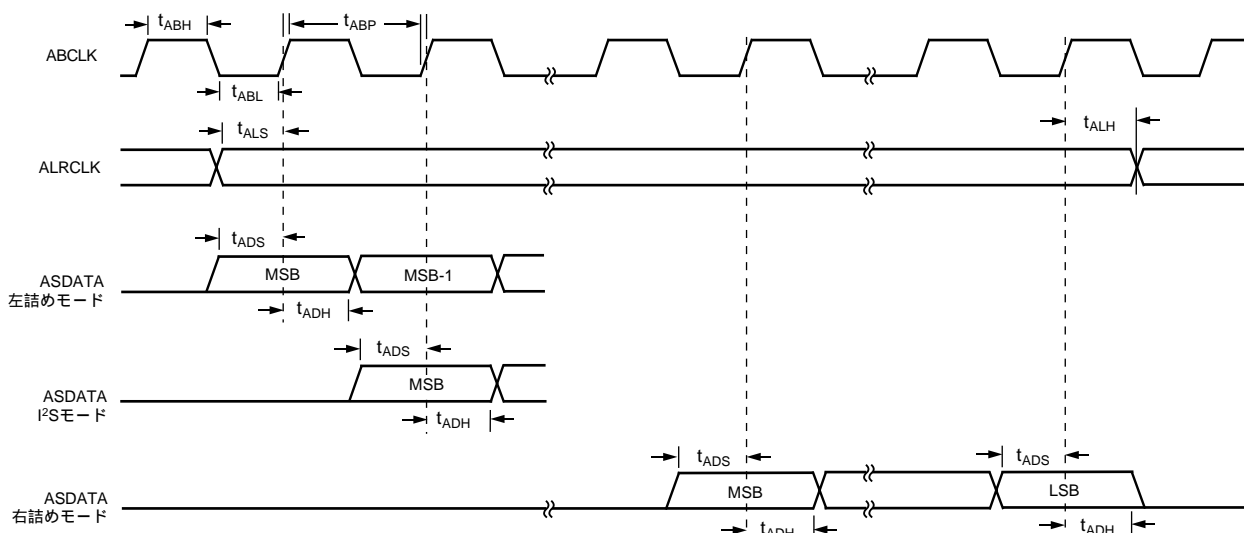 tABH
tABP
ABCLK
tABL
tALS
tALH
ALRCLK
tADS
MSB
MSB-1
ASDATA
左詰めモード
tADH
tADS
MSB
ASDATA
I²Sモード
tADH
tADS
tADS
MSB
LSB
ASDATA
右詰めモード
tADH
tADH